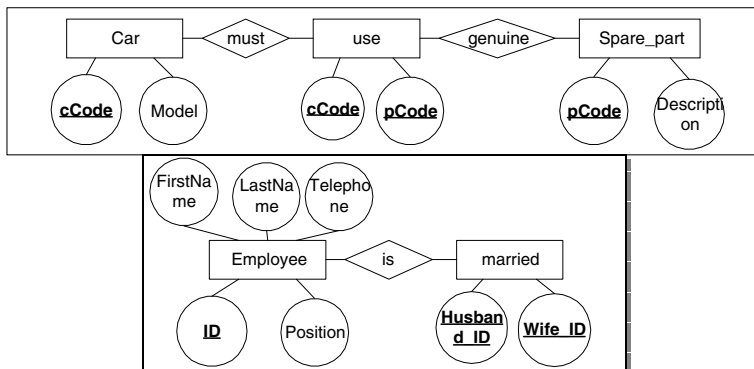 Car must use genuine Spare_part
cCode Model cCode pCode pCode Descripti
on
FirstNa
me
LastNa
me
Telepho
ne
Employee is married
ID Position Husban
d_ID
Wife_ID